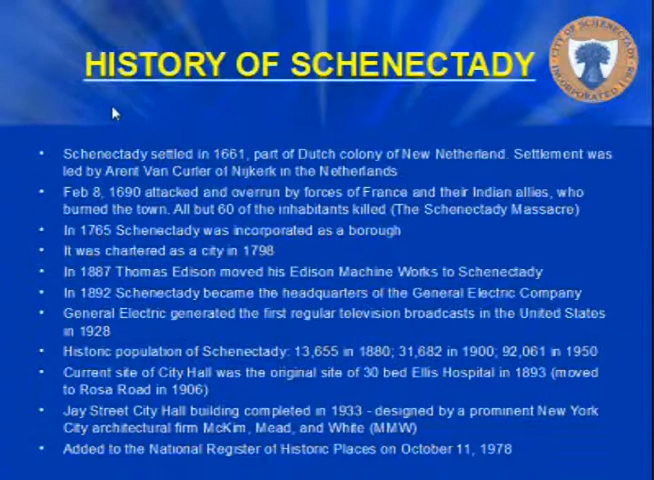 HISTORY OF SCHENECTADY
CITY OF SCHENECTADY
INCORPORATED 1798
• Schenectady settled in 1661, part of Dutch colony of New Netherland. Settlement was
led by Arent Van Curler of Nijkerk in the Netherlands
• Feb 8, 1690 attacked and overrun by forces of France and their Indian allies, who
burned the town. All but 60 of the inhabitants killed (The Schenectady Massacre)
• In 1765 Schenectady was incorporated as a borough
• It was chartered as a city in 1798
• In 1887 Thomas Edison moved his Edison Machine Works to Schenectady
• In 1892 Schenectady became the headquarters of the General Electric Company
• General Electric generated the first regular television broadcasts in the United States
in 1928
• Historic population of Schenectady: 13,655 in 1880; 31,682 in 1900; 92,061 in 1950
• Current site of City Hall was the original site of 30 bed Ellis Hospital in 1893 (moved
to Rosa Road in 1906)
• Jay Street City Hall building completed in 1933 - designed by a prominent New York
City architectural firm McKim, Mead, and White (MMW)
• Added to the National Register of Historic Places on October 11, 1978